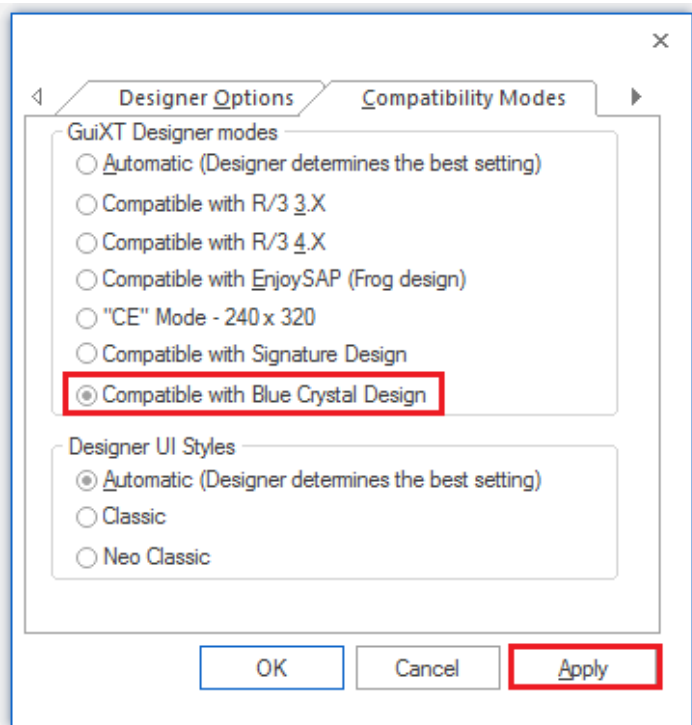 Designer Options
Compatibility Modes
GuiXT Designer modes
Automatic (Designer determines the best setting)
Compatible with R/3 3.X
Compatible with R/3 4.X
Compatible with EnjoySAP (Frog design)
"CE" Mode - 240 x 320
Compatible with Signature Design
Compatible with Blue Crystal Design
Designer UI Styles
Automatic (Designer determines the best setting)
Classic
Neo Classic
OK
Cancel
Apply